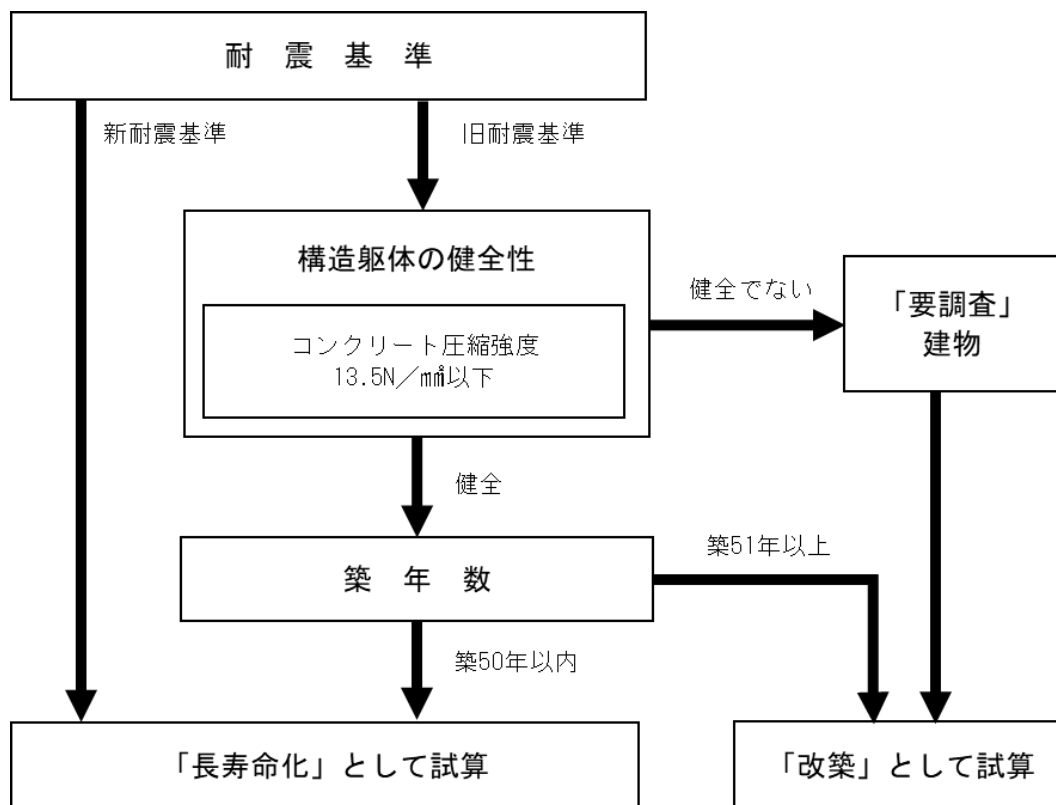 耐　震　基　準
新耐震基準
旧耐震基準
構造躯体の健全性
コンクリート圧縮強度
13.5N／㎟以下
健全でない
「要調査」
建物
健全
築　年　数
築51年以上
築50年以内
「長寿命化」として試算
「改築」として試算